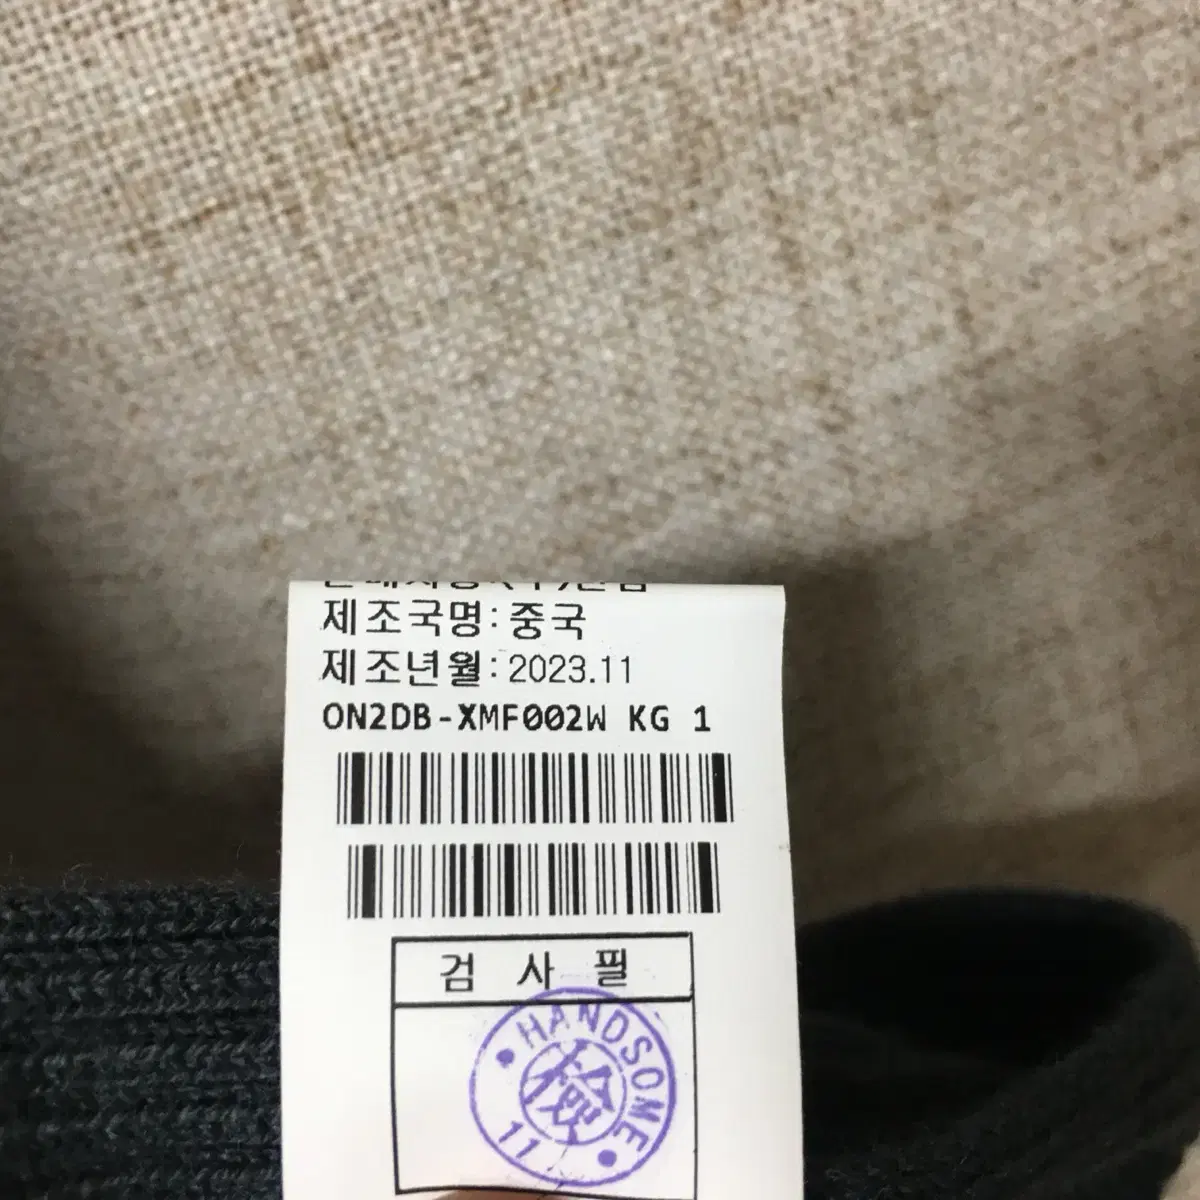 제조국명:중국
제조년월:2023.11
ON2DB-XMF002W KG 1
검 사 필
HANDSOME
檢
11